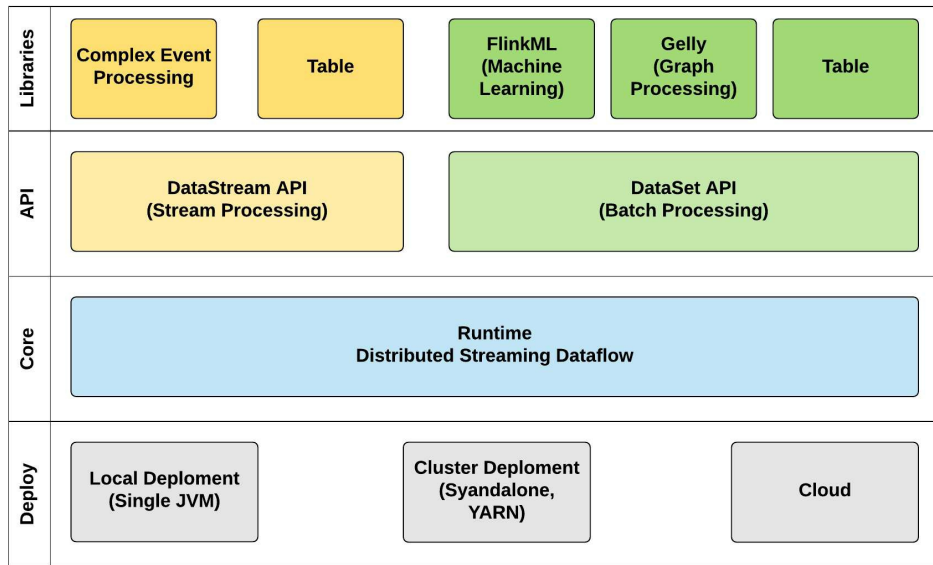 Libraries
Complex Event
Processing
Table
FlinkML
(Machine
Learning)
Gelly
(Graph
Processing)
Table
API
DataStream API
(Stream Processing)
DataSet API
(Batch Processing)
Core
Runtime
Distributed Streaming Dataflow
Deploy
Local Deploment
(Single JVM)
Cluster Deploment
(Syandalone,
YARN)
Cloud